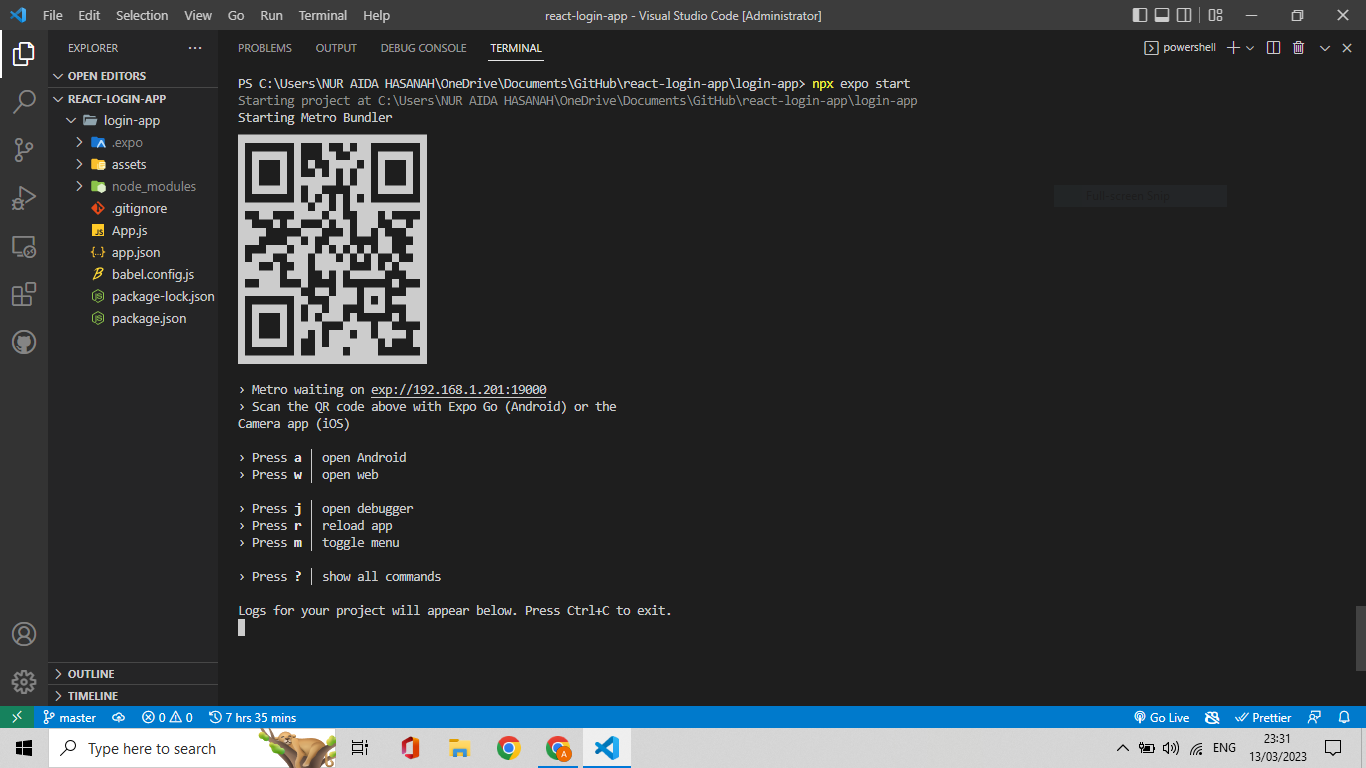 File Edit Selection View Go Run Terminal Help
react-login-app - Visual Studio Code [Administrator]
EXPLORER
OPEN EDITORS
REACT-LOGIN-APP
login-app
.expo
assets
node_modules
.gitignore
App.js
app.json
babel.config.js
package-lock.json
package.json
OUTLINE
TIMELINE
PROBLEMS OUTPUT DEBUG CONSOLE TERMINAL
powershell
PS C:\Users\NUR AIDA HASANAH\OneDrive\Documents\GitHub\react-login-app\login-app> npx expo start
Starting project at C:\Users\NUR AIDA HASANAH\OneDrive\Documents\GitHub\react-login-app\login-app
Starting Metro Bundler
› Metro waiting on exp://192.168.1.201:19000
› Scan the QR code above with Expo Go (Android) or the
Camera app (iOS)
› Press a │ open Android
› Press w │ open web
› Press j │ open debugger
› Press r │ reload app
› Press m │ toggle menu
› Press ? │ show all commands
Logs for your project will appear below. Press Ctrl+C to exit.
Full-screen Snip
master 0 0 7 hrs 35 mins
Go Live Prettier
Type here to search
ENG
23:31
13/03/2023